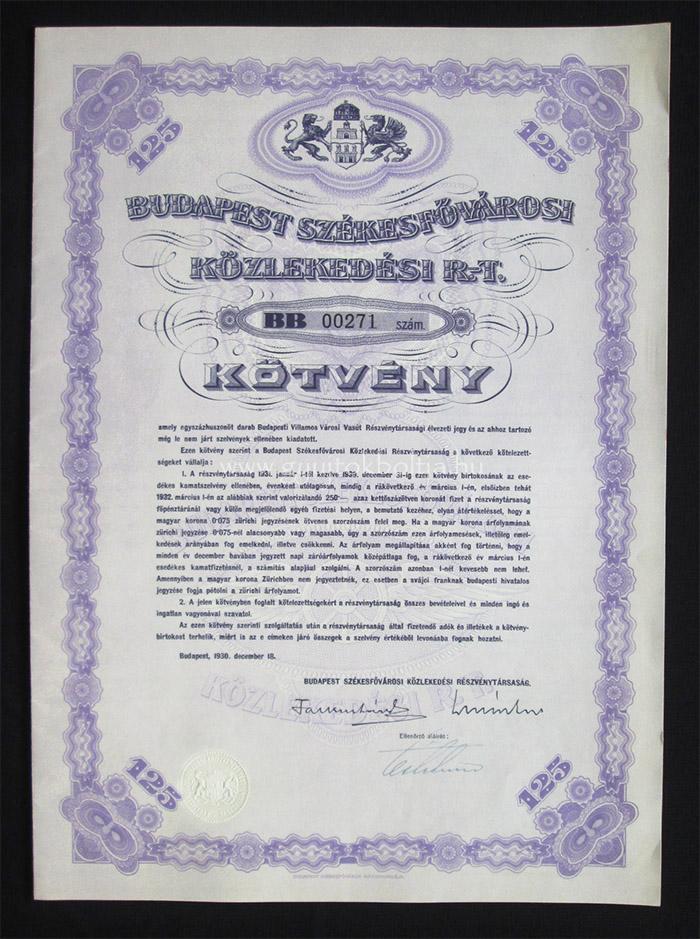 125
125
BUDAPEST SZÉKESFŐVÁROSI
KÖZLEKEDÉSI R-T.
BB 00271 szám.
KÖTVÉNY
amely egyszázhuszonöt darab Budapesti Villamos Városi Vasút Részvénytársasági élvezeti jegy és az ahhoz tartozó
még le nem járt szelvények ellenében kiadatott.
Ezen kötvény szerint a Budapest Székesfővárosi Közlekedési Részvénytársaság a következő kötelezett-
ségeket vállalja:
1. A részvénytársaság 1931. január 1-től kezdve 1939. december 31-ig ezen kötvény birtokosának az ese-
dékes kamatszelvény ellenében, évenként utólagosan, mindig a rákövetkező év március 1-én, elsőízben tehát
1932. március 1-én az alábbiak szerint valorizálandó 250— azaz kettőszázötven koronát fizet a részvénytársaság
főpénztáránál vagy külön megjelölendő egyéb fizetési helyen, a bemutató kezéhez, olyan átértékeléssel, hogy a
magyar korona 0·075 zürichi jegyzésének ötvenes szorzószám felel meg. Ha a magyar korona árfolyamának
zürichi jegyzése 0·075-nél alacsonyabb vagy magasabb, úgy a szorzószám ezen árfolyamesések, illetőleg emel-
kedések arányában fog emelkedni, illetve csökkenni. Az árfolyam megállapítása akként fog történni, hogy a
minden év december havában jegyzett napi záróárfolyamok középátlaga fog, a rákövetkező év március 1-én
esedékes kamatfizetésnél, a számítás alapjául szolgálni. A szorzószám azonban 1-nél kevesebb nem lehet.
Amennyiben a magyar korona Zürichben nem jegyeztetnék, ez esetben a svájci franknak budapesti hivatalos
jegyzése fogja pótolni a zürichi árfolyamot.
2. A jelen kötvényben foglalt kötelezettségekért a részvénytársaság összes bevételeivel és minden ingó és
ingatlan vagyonával szavatol.
Az ezen kötvény szerinti szolgáltatás után a részvénytársaság által fizetendő adók és illetékek a kötvény-
birtokost terhelik, miért is az e címeken járó összegek a szelvény értékéből levonásba fognak hozatni.
Budapest, 1930. december 18.
BUDAPEST SZÉKESFŐVÁROSI KÖZLEKEDÉSI RÉSZVÉNYTÁRSASÁG.
KÖZLEKEDÉSI R.T.
Ellenőrző aláírás:
125
125